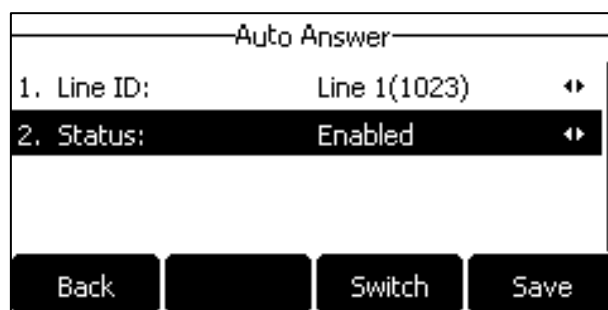 Auto Answer
1. Line ID: Line 1(1023)
2. Status: Enabled
Back Switch Save